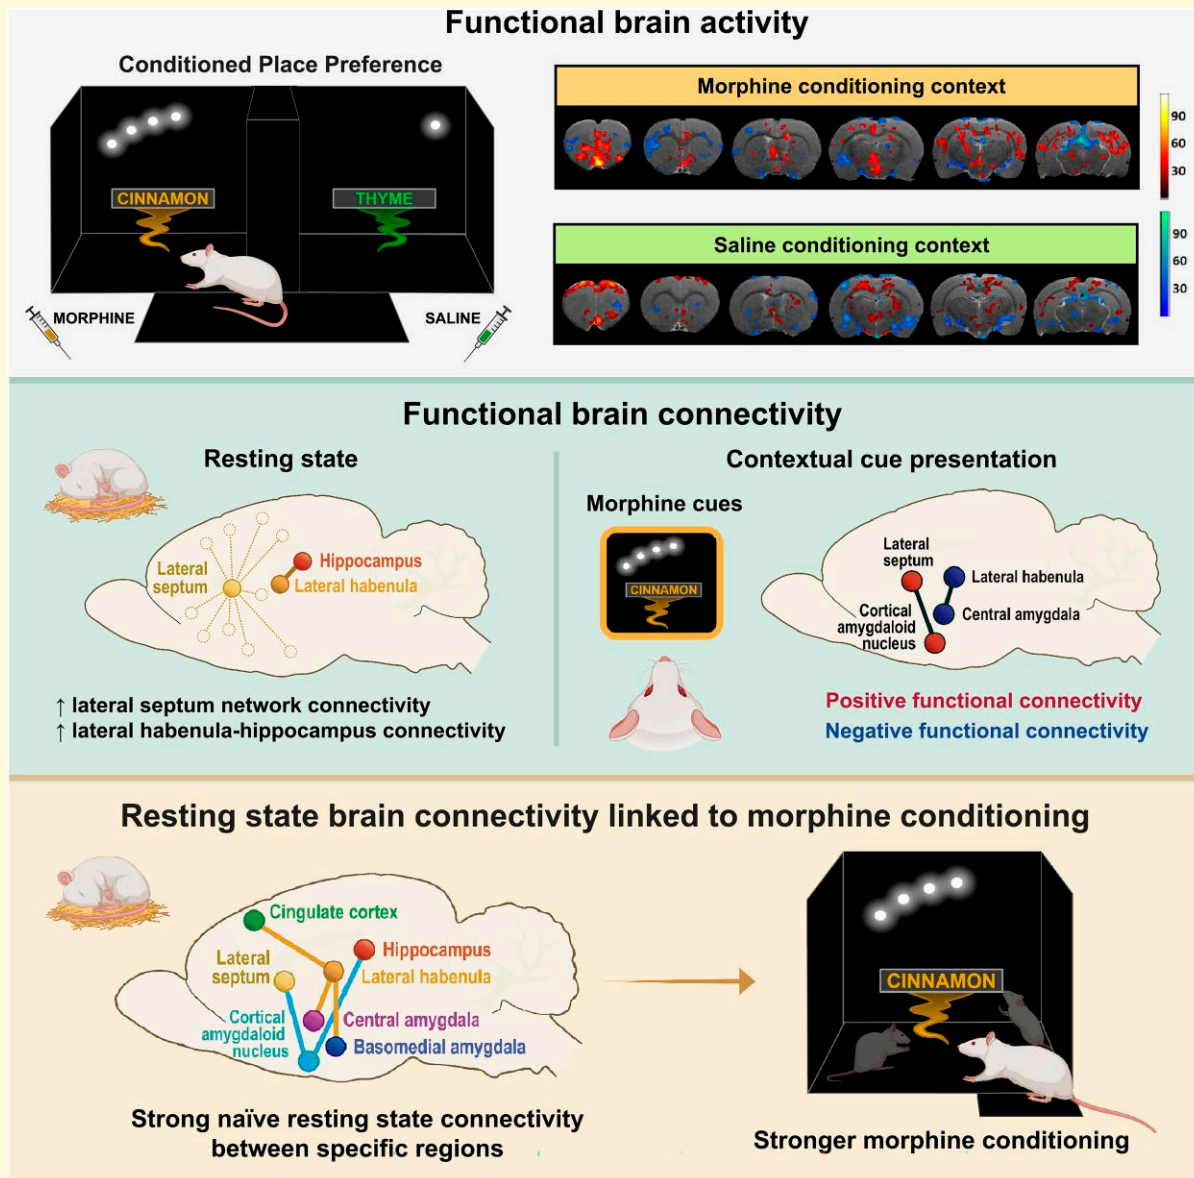 Functional brain activity
Conditioned Place Preference
CINNAMON
THYME
MORPHINE
SALINE
Morphine conditioning context
90
60
30
Saline conditioning context
90
60
30
Functional brain connectivity
Resting state
Lateral
septum
Hippocampus
Lateral habenula
↑ lateral septum network connectivity
↑ lateral habenula-hippocampus connectivity
Contextual cue presentation
Morphine cues
CINNAMON
Lateral
septum
Lateral habenula
Cortical
amygdaloid
nucleus
Central amygdala
Positive functional connectivity
Negative functional connectivity
Resting state brain connectivity linked to morphine conditioning
Cingulate cortex
Lateral
septum
Hippocampus
Lateral habenula
Cortical
amygdaloid
nucleus
Central amygdala
Basomedial amygdala
Strong naïve resting state connectivity
between specific regions
CINNAMON
Stronger morphine conditioning